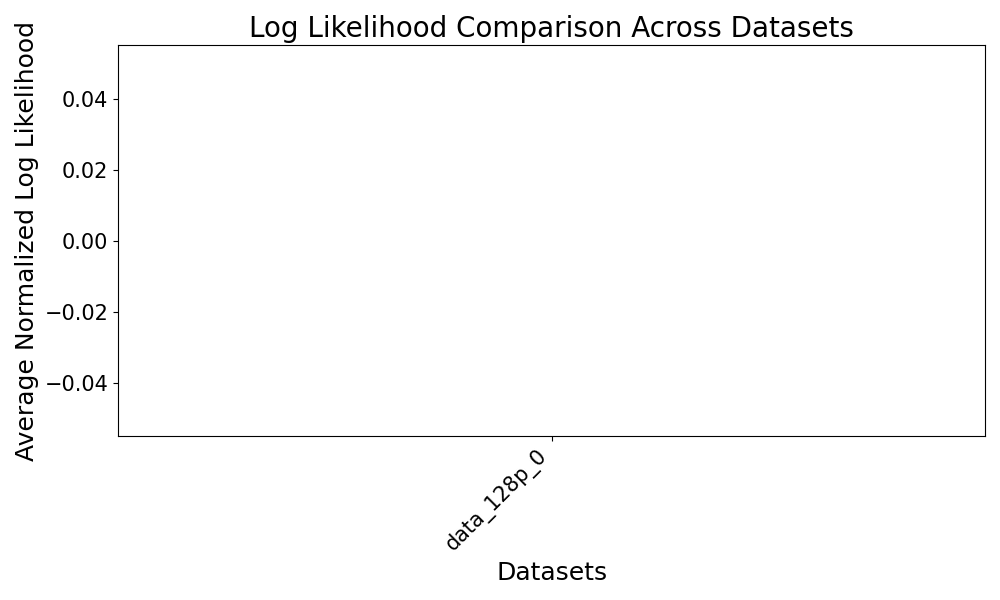 Log Likelihood Comparison Across Datasets
Average Normalized Log Likelihood
0.04
0.02
0.00
−0.02
−0.04
data_128p_0
Datasets